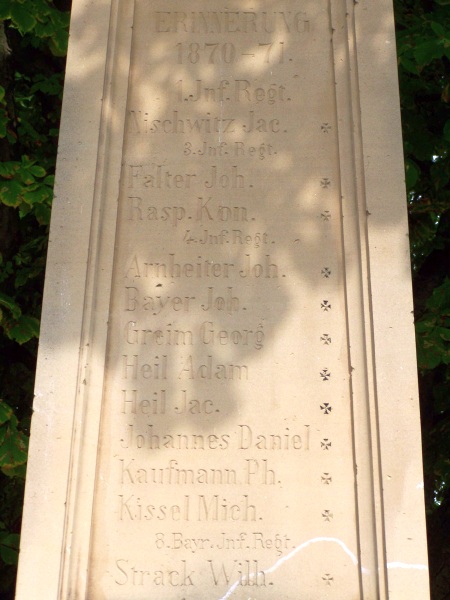 ERINNERUNG
1870-71.
1. Inf. Regt.
Nischwitz Jac.
3. Inf. Regt.
Falter Joh.
Rasp. Kon.
4. Inf. Regt.
Arnheiter Joh.
Bayer Joh.
Greim Georg
Heil Adam
Heil Jac.
Johannes Daniel
Kaufmann Ph.
Kissel Mich.
8. Bayr. Inf. Regt.
Strack Wilh.